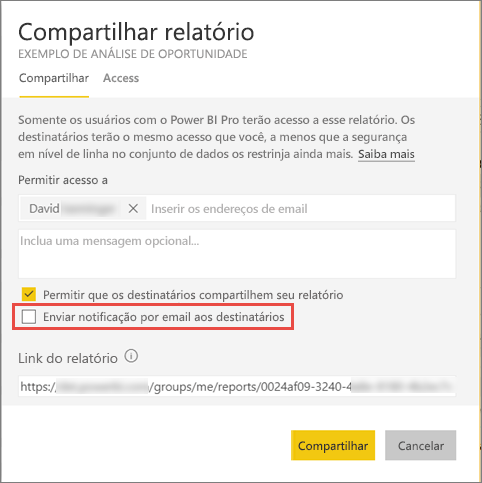 Compartilhar relatório
EXEMPLO DE ANÁLISE DE OPORTUNIDADE
Compartilhar Access
Somente os usuários com o Power BI Pro terão acesso a esse relatório. Os
destinatários terão o mesmo acesso que você, a menos que a segurança
em nível de linha no conjunto de dados os restrinja ainda mais. Saiba mais
Permitir acesso a
David Inserir os endereços de email
Inclua uma mensagem opcional...
Permitir que os destinatários compartilhem seu relatório
Enviar notificação por email aos destinatários
Link do relatório
https:/ /groups/me/reports/0024af09-3240-4
Compartilhar Cancelar